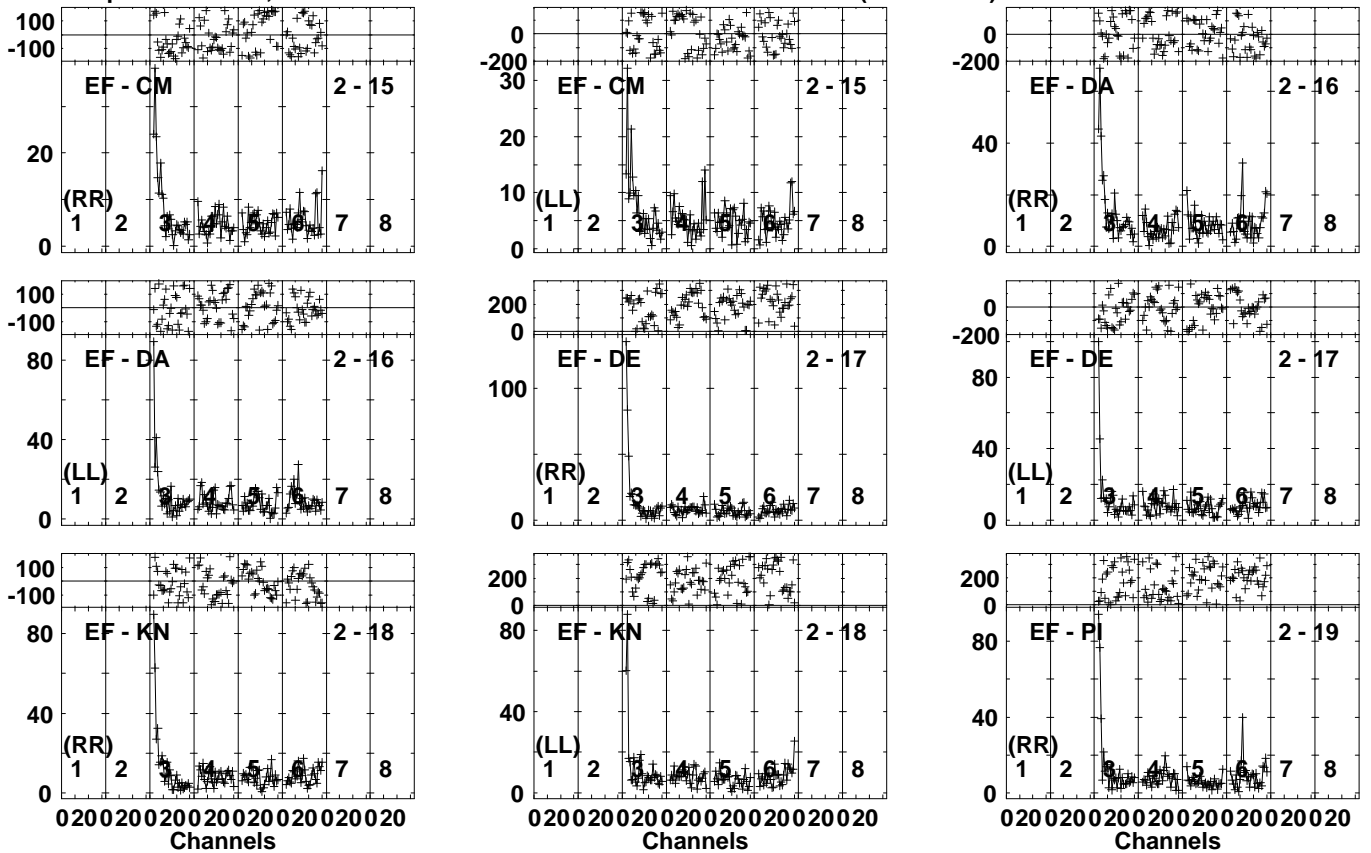 100
-100
EF - CM 2 - 15
20
0
(RR)
1 2 3 4 5 6 7 8
0
-200
EF - CM 2 - 15
30
20
10
0
(LL)
1 2 3 4 5 6 7 8
0
-200
EF - DA 2 - 16
40
0
(RR)
1 2 3 4 5 6 7 8
100
-100
EF - DA 2 - 16
80
40
0
(LL)
1 2 3 4 5 6 7 8
200
0
EF - DE 2 - 17
100
0
(RR)
1 2 3 4 5 6 7 8
0
-200
EF - DE 2 - 17
80
40
0
(LL)
1 2 3 4 5 6 7 8
100
-100
EF - KN 2 - 18
80
40
0
(RR)
1 2 3 4 5 6 7 8
0 20 0 20 0 20 0 20 0 20 0 20 0 20 0 20
Channels
200
0
EF - KN 2 - 18
80
40
0
(LL)
1 2 3 4 5 6 7 8
0 20 0 20 0 20 0 20 0 20 0 20 0 20 0 20
Channels
200
0
EF - PI 2 - 19
80
40
0
(RR)
1 2 3 4 5 6 7 8
0 20 0 20 0 20 0 20 0 20 0 20 0 20 0 20
Channels